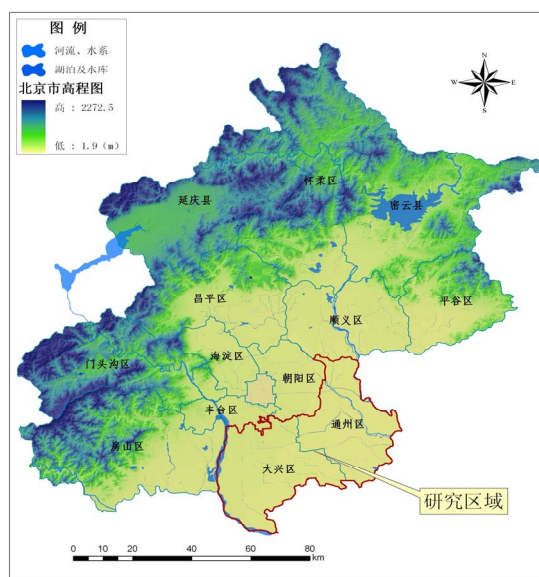 图 例
河流、水系
湖泊及水库
北京市高程图
高 : 2272.5
低 : 1.9 (m)
N
W E
S
怀柔区
延庆县
密云县
昌平区
平谷区
顺义区
海淀区
门头沟区
朝阳区
丰台区
通州区
房山区
大兴区
研究区域
0 10 20 40 60 80
km